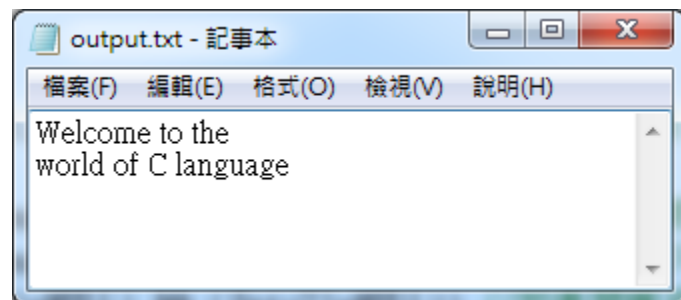 output.txt - 記事本
檔案(F) 編輯(E) 格式(O) 檢視(V) 說明(H)
Welcome to the
world of C language